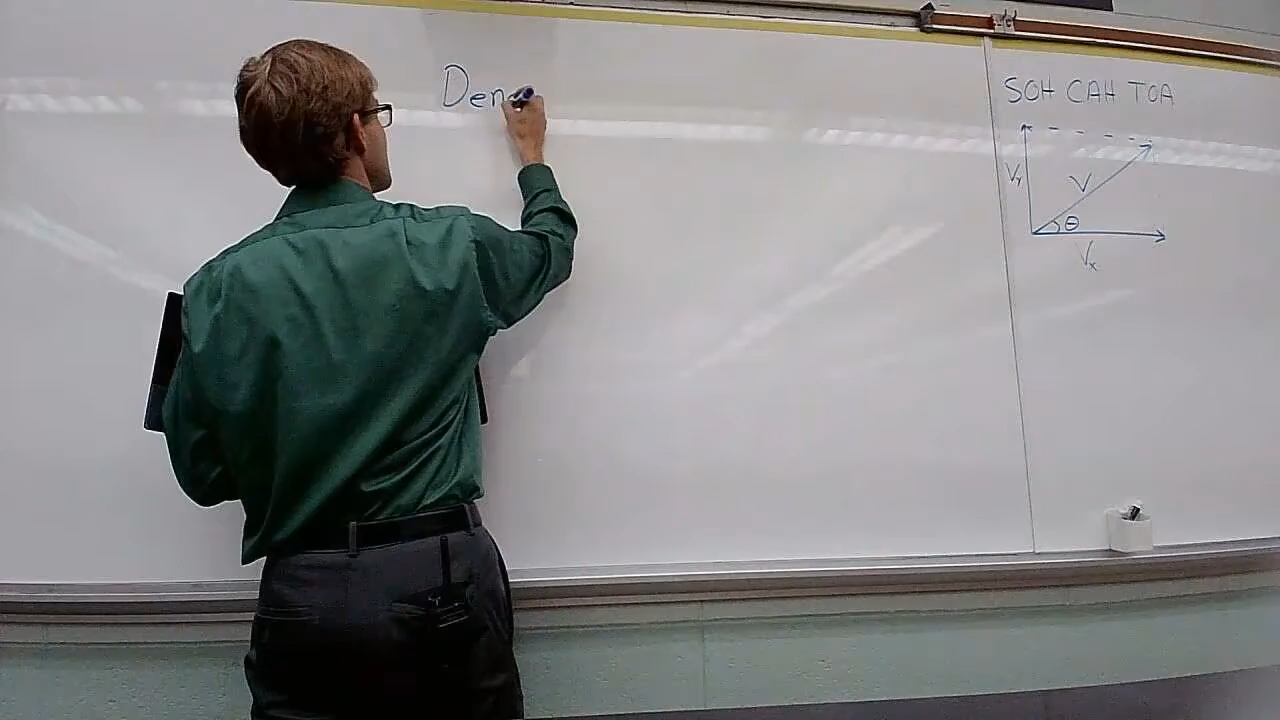 Den
SOH CAH TOA
Vy
V
θ
Vx